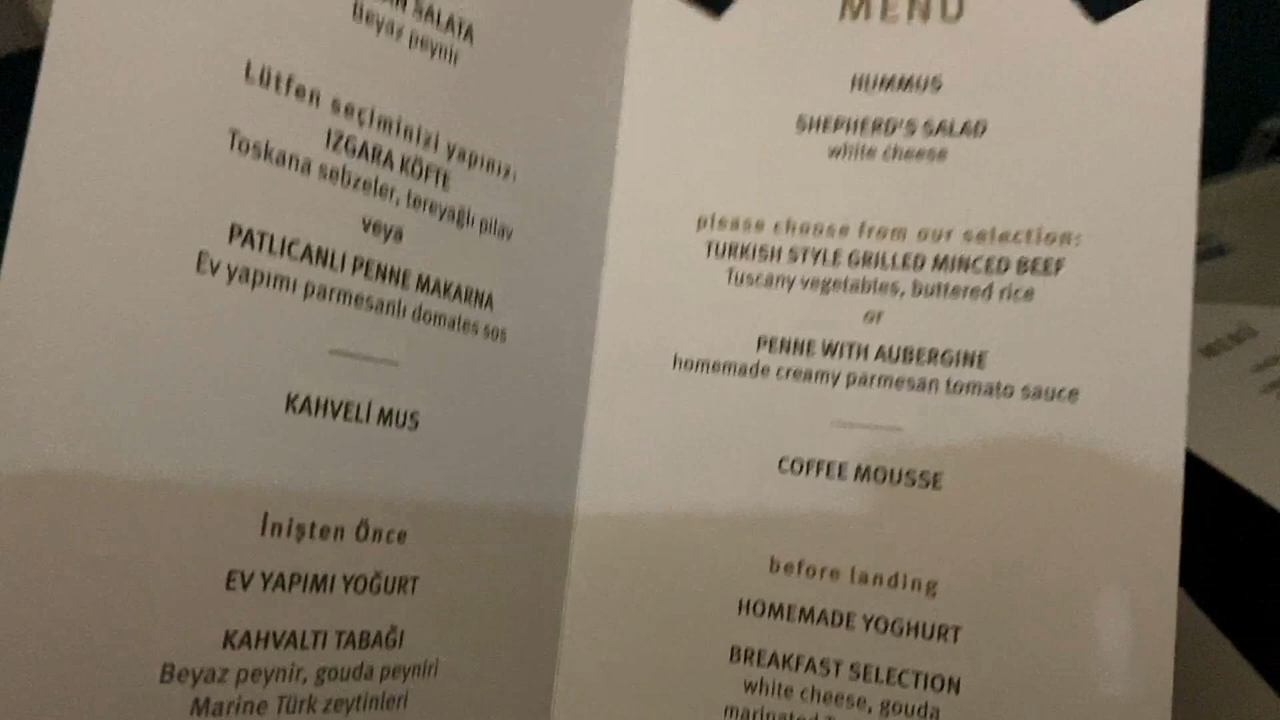 SALATA
Beyaz peynir
Lütfen seçiminizi yapınız:
IZGARA KÖFTE
Toskana sebzeler, tereyağlı pilav
veya
PATLICANLI PENNE MAKARNA
Ev yapımı parmesanlı domates sos
KAHVELİ MUS
İnişten Önce
EV YAPIMI YOĞURT
KAHVALTI TABAĞI
Beyaz peynir, gouda peyniri
Marine Türk zeytinleri
MENU
HUMMUS
SHEPHERD'S SALAD
white cheese
please choose from our selection:
TURKISH STYLE GRILLED MINCED BEEF
Tuscany vegetables, buttered rice
or
PENNE WITH AUBERGINE
homemade creamy parmesan tomato sauce
COFFEE MOUSSE
before landing
HOMEMADE YOGHURT
BREAKFAST SELECTION
white cheese, gouda
marinated
MENU